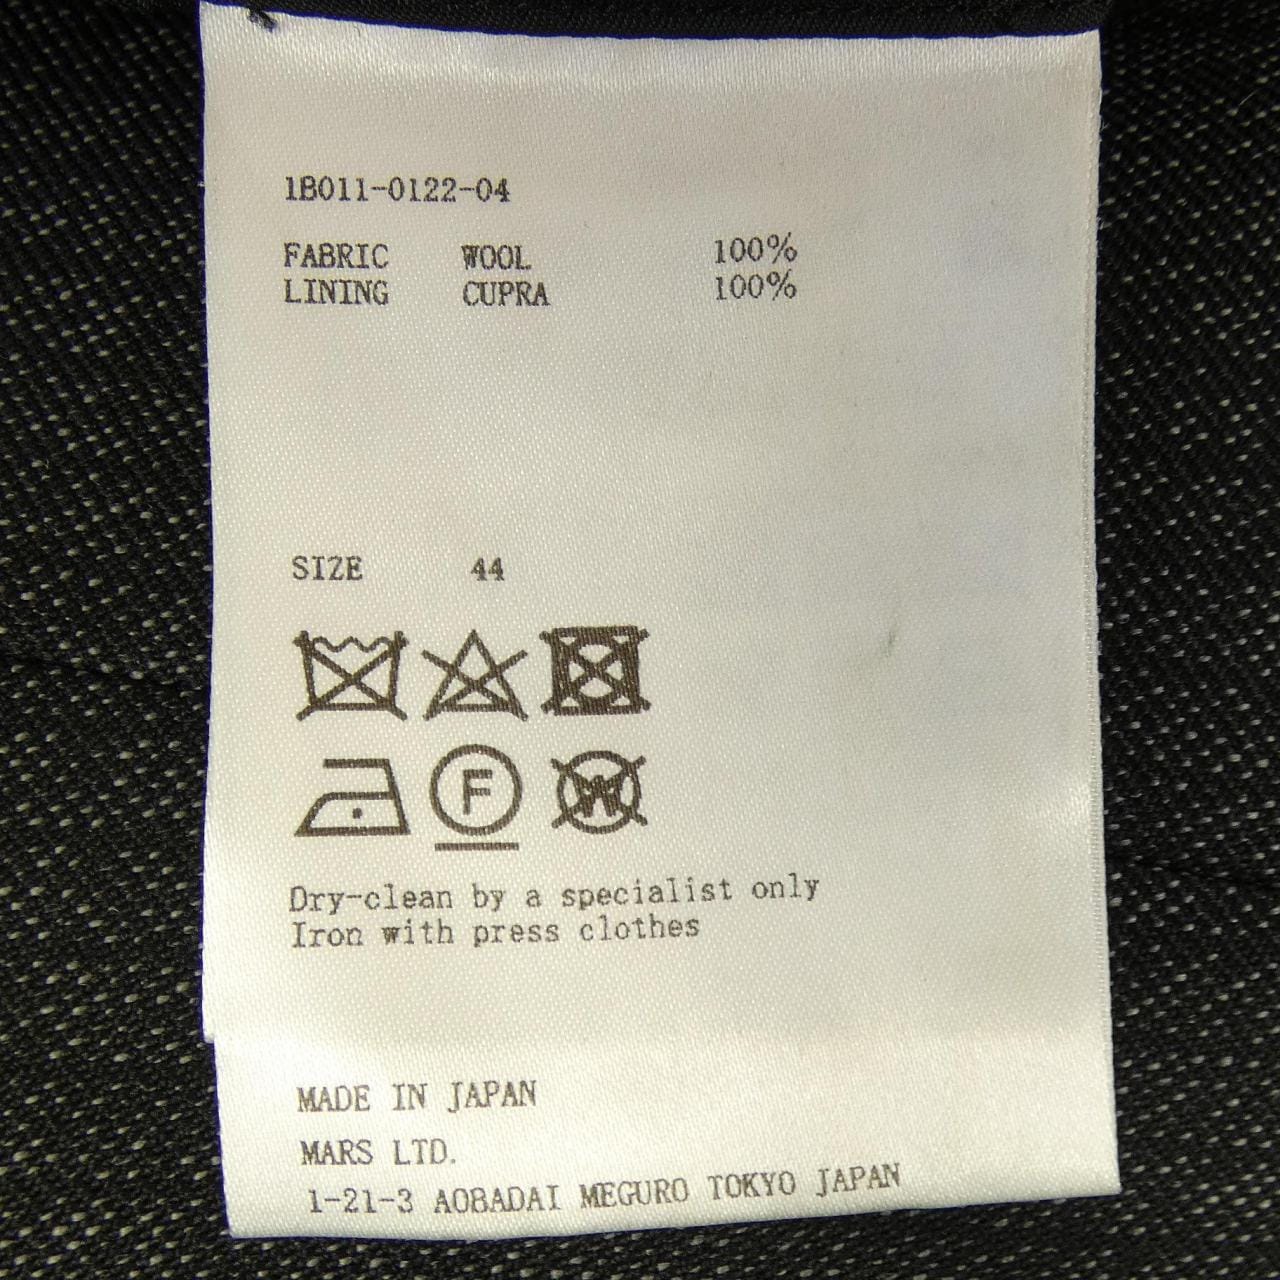 1B011-0122-04
FABRIC WOOL 100%
LINING CUPRA 100%
SIZE 44
F W
Dry-clean by a specialist only
Iron with press clothes
MADE IN JAPAN
MARS LTD.
1-21-3 AOBADAI MEGURO TOKYO JAPAN